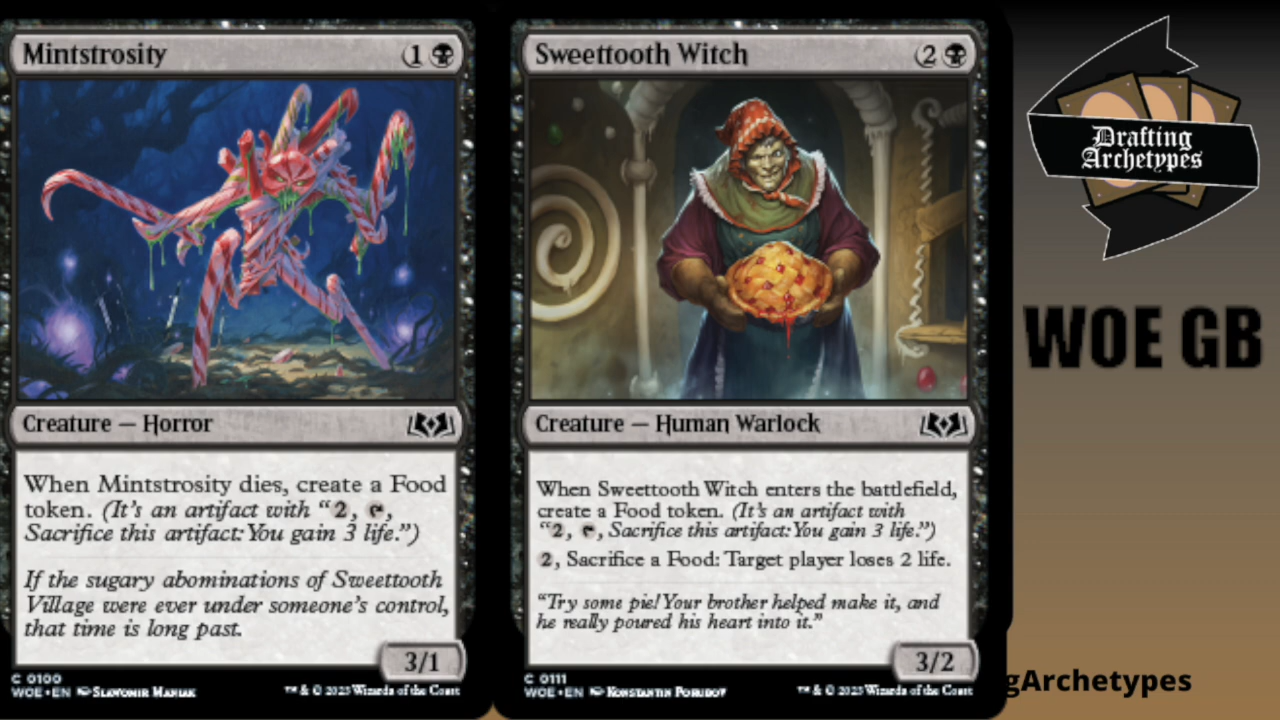 Mintstrosity
1
Creature — Horror
When Mintstrosity dies, create a Food
token. (It's an artifact with “2, T,
Sacrifice this artifact: You gain 3 life.”)
If the sugary abominations of Sweettooth
Village were ever under someone's control,
that time is long past.
3/1
C 0100
WOE • EN Slawomir Maniak
™ & © 2023 Wizards of the Coast
Sweettooth Witch
2
Creature — Human Warlock
When Sweettooth Witch enters the battlefield,
create a Food token. (It's an artifact with
“2, T, Sacrifice this artifact: You gain 3 life.”)
2, Sacrifice a Food: Target player loses 2 life.
“Try some pie! Your brother helped make it, and
he really poured his heart into it.”
3/2
C 0111
WOE • EN Konstantin Porubov
™ & © 2023 Wizards of the Coast
Drafting
Archetypes
WOE GB
gArchetypes